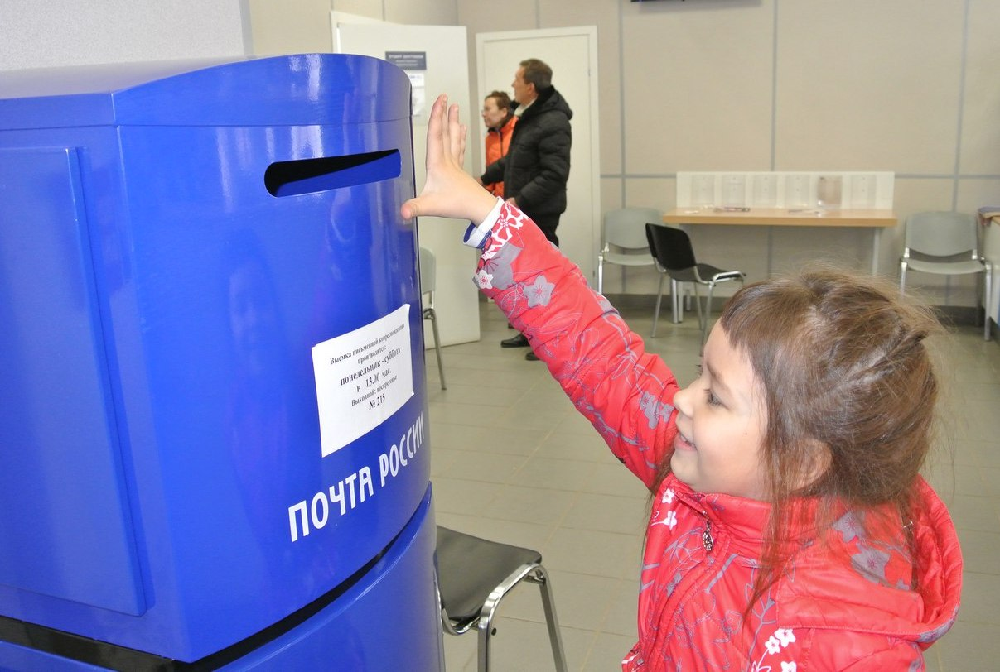 Выемка письменной корреспонденции
производится:
понедельник - суббота
в 13.00 час.
Выходной: воскресенье
№ 215
ПОЧТА РОССИИ